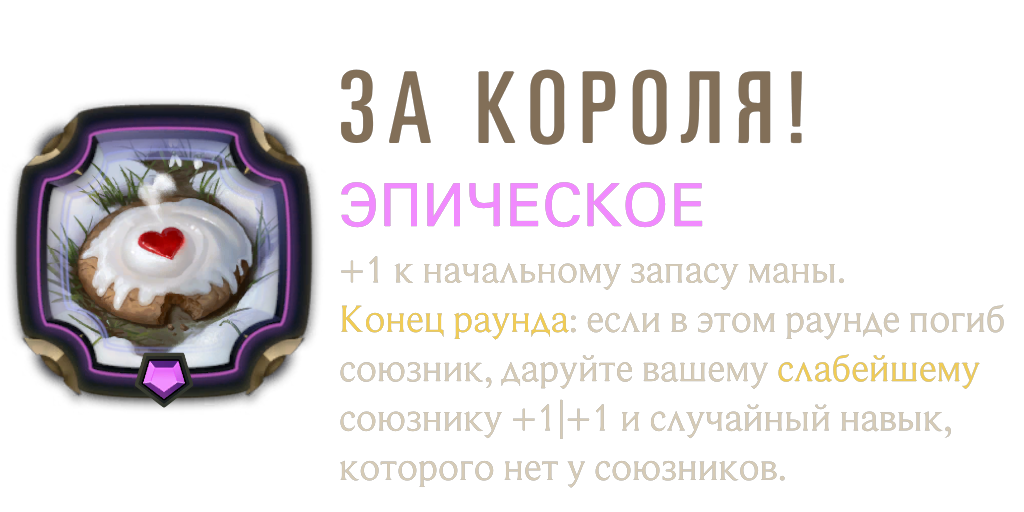 ЗА КОРОЛЯ!
ЭПИЧЕСКОЕ
+1 к начальному запасу маны.
Конец раунда: если в этом раунде погиб
союзник, даруйте вашему слабейшему
союзнику +1|+1 и случайный навык,
которого нет у союзников.